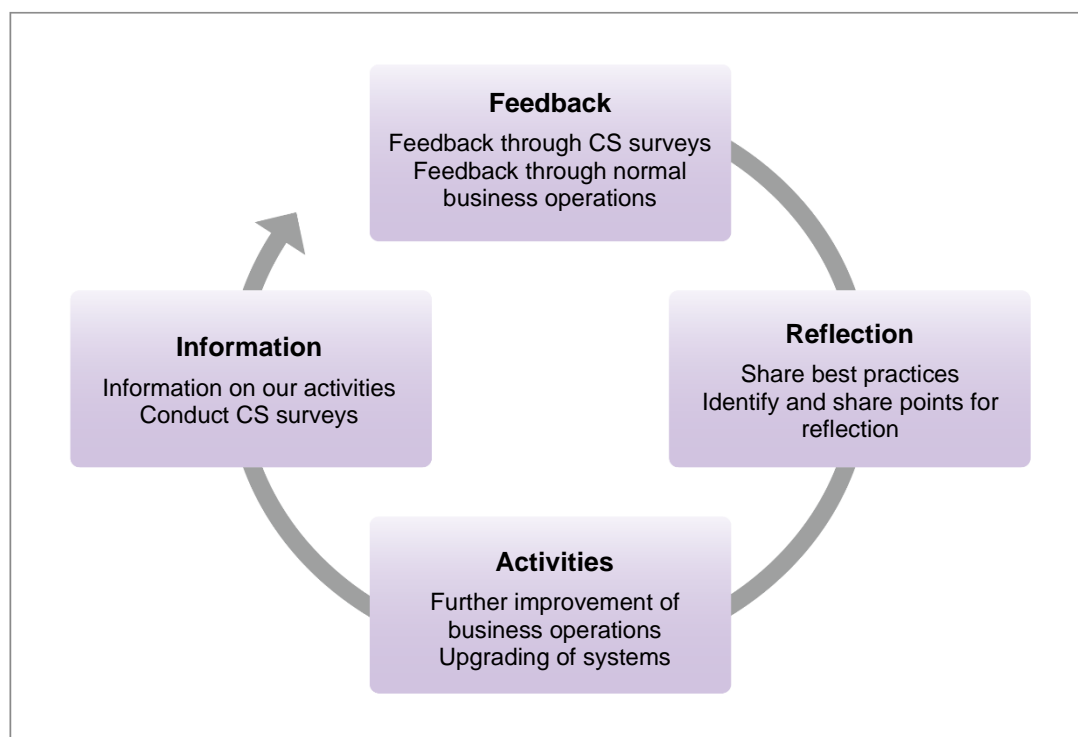 Feedback
Feedback through CS surveys
Feedback through normal
business operations
Reflection
Share best practices
Identify and share points for
reflection
Activities
Further improvement of
business operations
Upgrading of systems
Information
Information on our activities
Conduct CS surveys